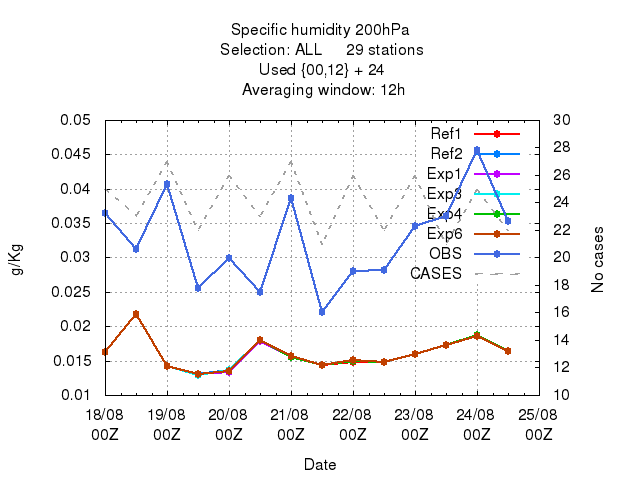 Specific humidity 200hPa
Selection: ALL 29 stations
Used {00,12} + 24
Averaging window: 12h
0.05
0.045
0.04
0.035
0.03
0.025
0.02
0.015
0.01
g/Kg
30
28
26
24
22
20
18
16
14
12
10
No cases
Ref1
Ref2
Exp1
Exp3
Exp4
Exp6
OBS
CASES
18/08 19/08 20/08 21/08 22/08 23/08 24/08 25/08
00Z 00Z 00Z 00Z 00Z 00Z 00Z 00Z
Date